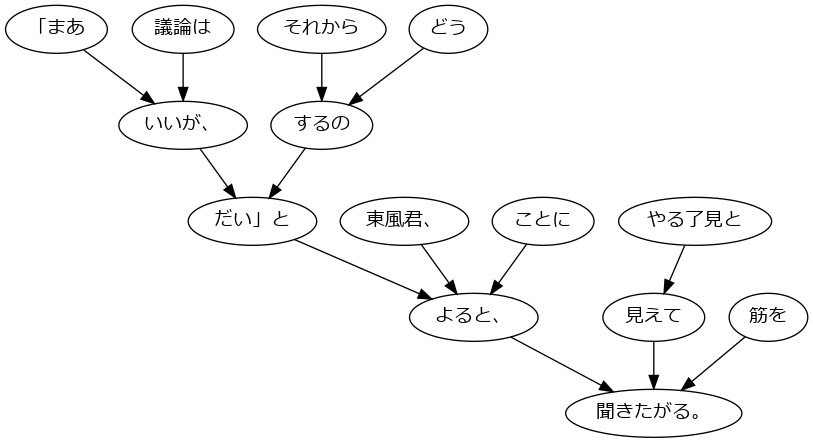 「まあ
議論は
それから
どう
いいが、
するの
だい」と
東風君、
ことに
やる了見と
よると、
見えて
筋を
聞きたがる。